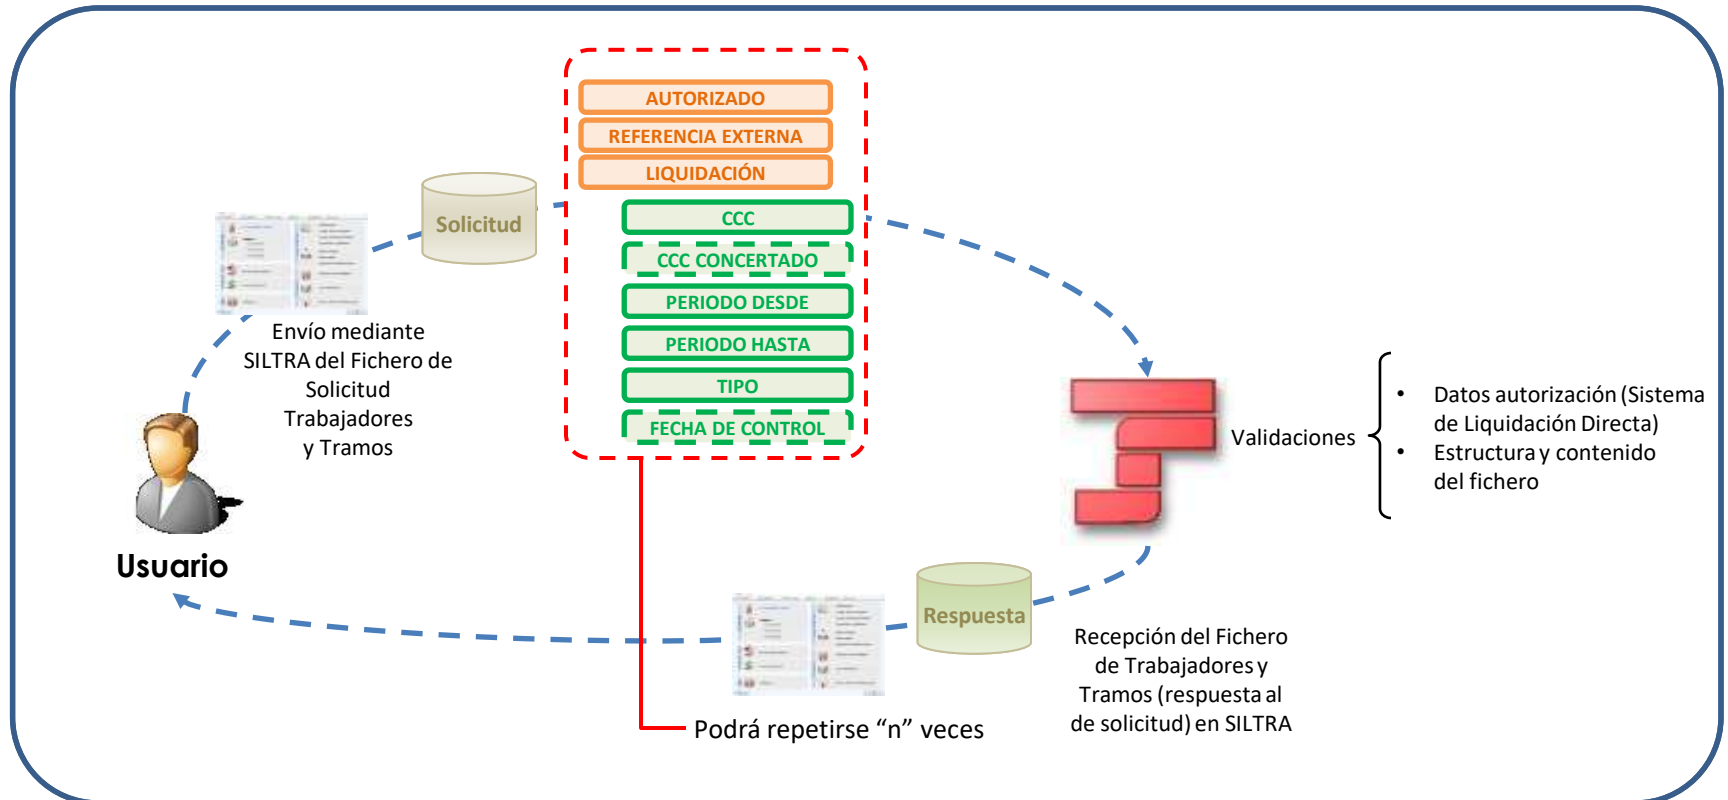 AUTORIZADO
REFERENCIA EXTERNA
LIQUIDACIÓN
CCC
CCC CONCERTADO
PERIODO DESDE
PERIODO HASTA
TIPO
FECHA DE CONTROL
Solicitud
Envío mediante
SILTRA del Fichero de
Solicitud
Trabajadores
y Tramos
Usuario
Validaciones
• Datos autorización (Sistema
de Liquidación Directa)
• Estructura y contenido
del fichero
Respuesta
Recepción del Fichero
de Trabajadores y
Tramos (respuesta al
de solicitud) en SILTRA
Podrá repetirse “n” veces